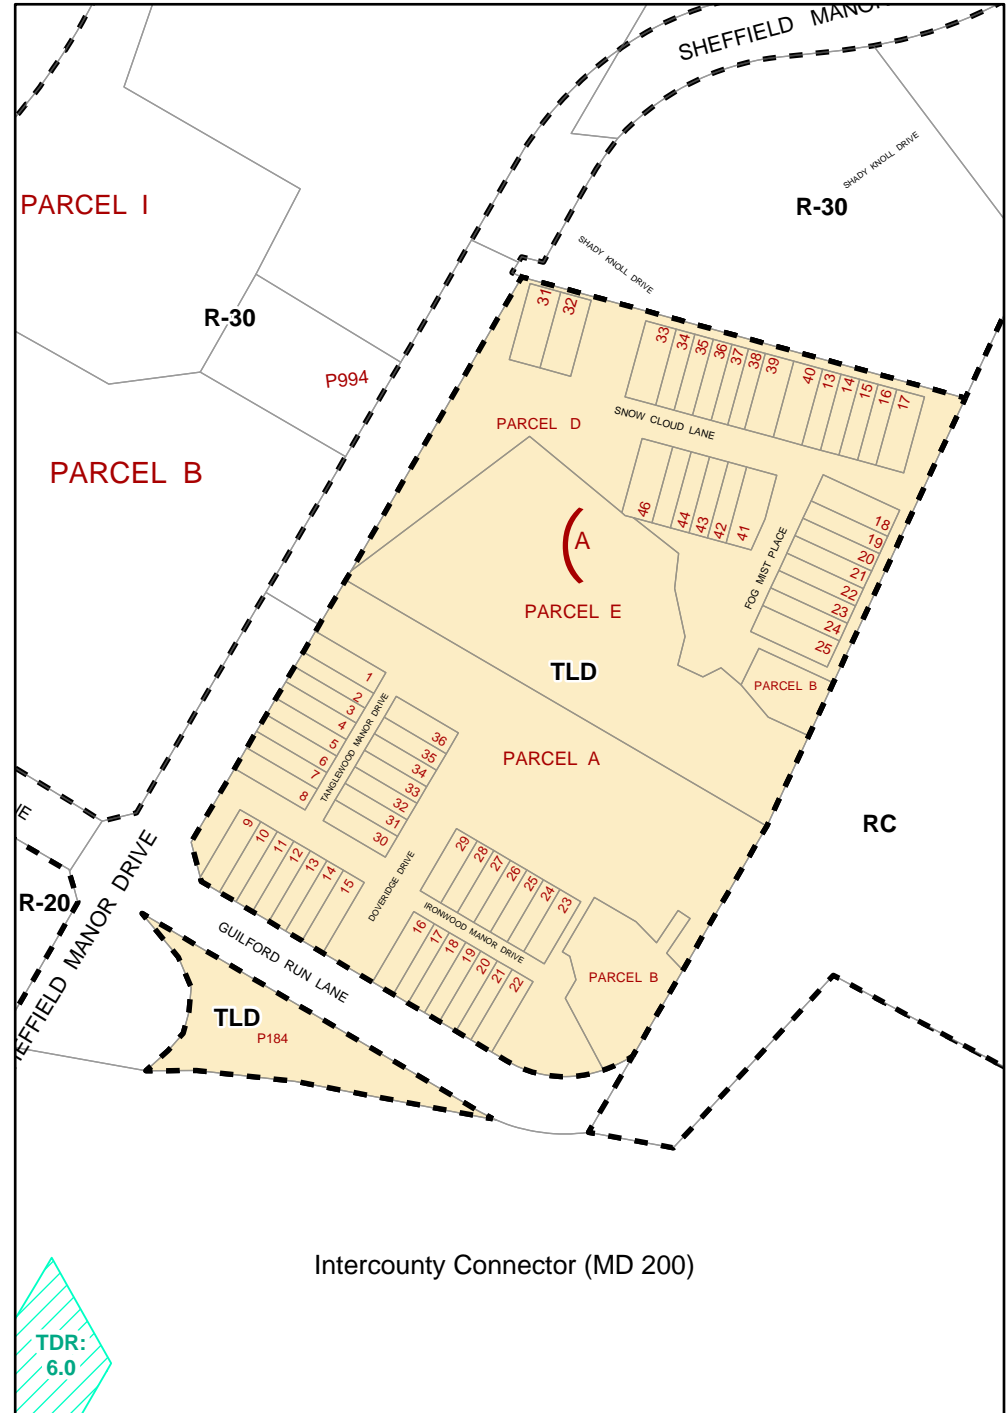 SHEFFIELD MANOR
SHADY KNOLL DRIVE
R-30
PARCEL I
SHADY KNOLL DRIVE
R-30
P994
31
32
33
34
35
36
37
38
39
40
13
14
15
16
17
SNOW CLOUD LANE
PARCEL D
PARCEL B
46
44
43
42
41
A
FOG MIST PLACE
18
19
20
21
22
23
24
25
PARCEL E
TLD
PARCEL B
1
2
3
4
5
6
7
8
TANGLEWOOD MANOR DRIVE
36
35
34
33
32
31
30
PARCEL A
RC
9
10
11
12
13
14
15
DOVERIDGE DRIVE
29
28
27
26
25
24
23
IRONWOOD MANOR DRIVE
16
17
18
19
20
21
22
PARCEL B
VE
R-20
SHEFFIELD MANOR DRIVE
GUILFORD RUN LANE
TLD
P184
Intercounty Connector (MD 200)
TDR:
6.0